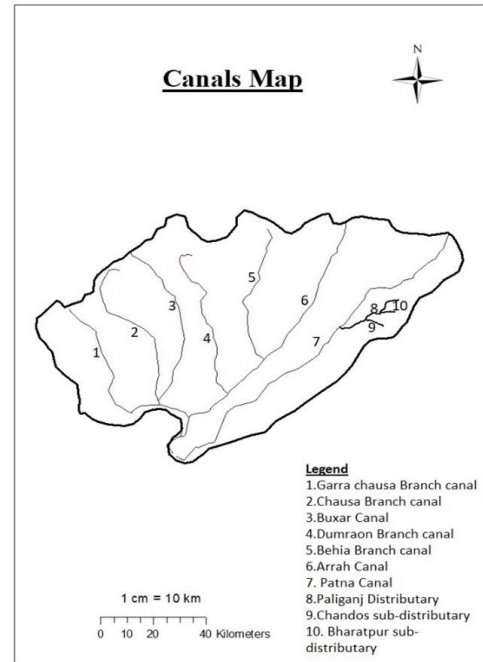 Canals Map
N
5
3
6
8 10
2
4
7
9
1
Legend
1.Garra chausa Branch canal
2.Chausa Branch canal
3.Buxar Canal
4.Dumraon Branch canal
5.Behia Branch canal
6.Arrah Canal
7. Patna Canal
8.Paliganj Distributary
9.Chandos sub-distributary
10. Bharatpur sub-
distributary
1 cm = 10 km
0 10 20 40 Kilometers